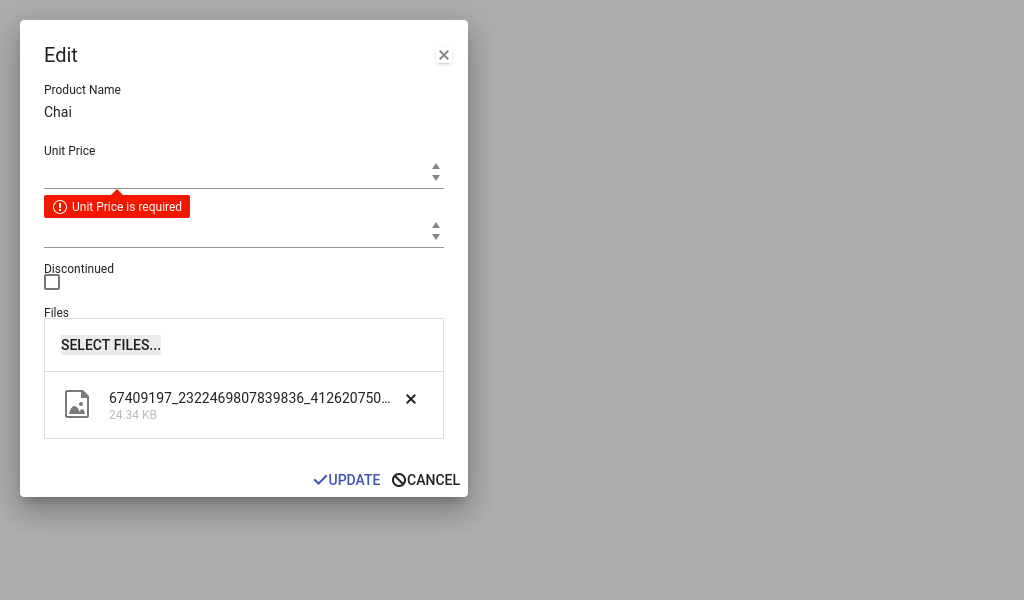 Edit
Product Name
Chai
Unit Price
Unit Price is required
Discontinued
Files
SELECT FILES...
67409197_2322469807839836_412620750...
24.34 KB
UPDATE CANCEL